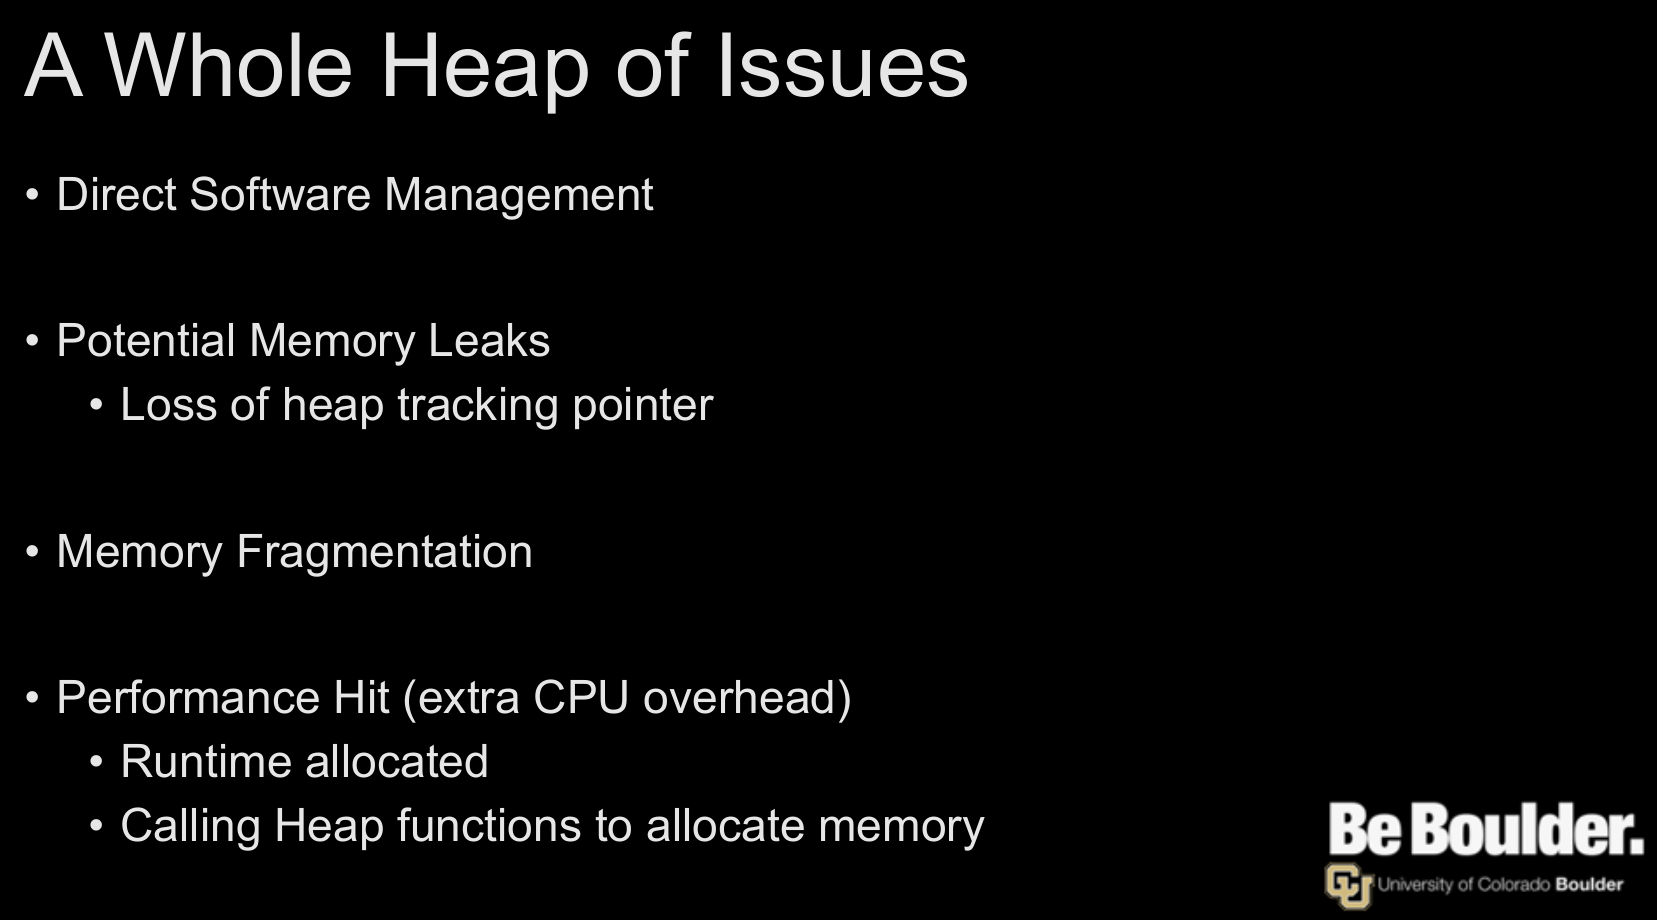 A Whole Heap of Issues
• Direct Software Management
• Potential Memory Leaks
• Loss of heap tracking pointer
• Memory Fragmentation
• Performance Hit (extra CPU overhead)
• Runtime allocated
• Calling Heap functions to allocate memory
Be Boulder.
CU University of Colorado Boulder